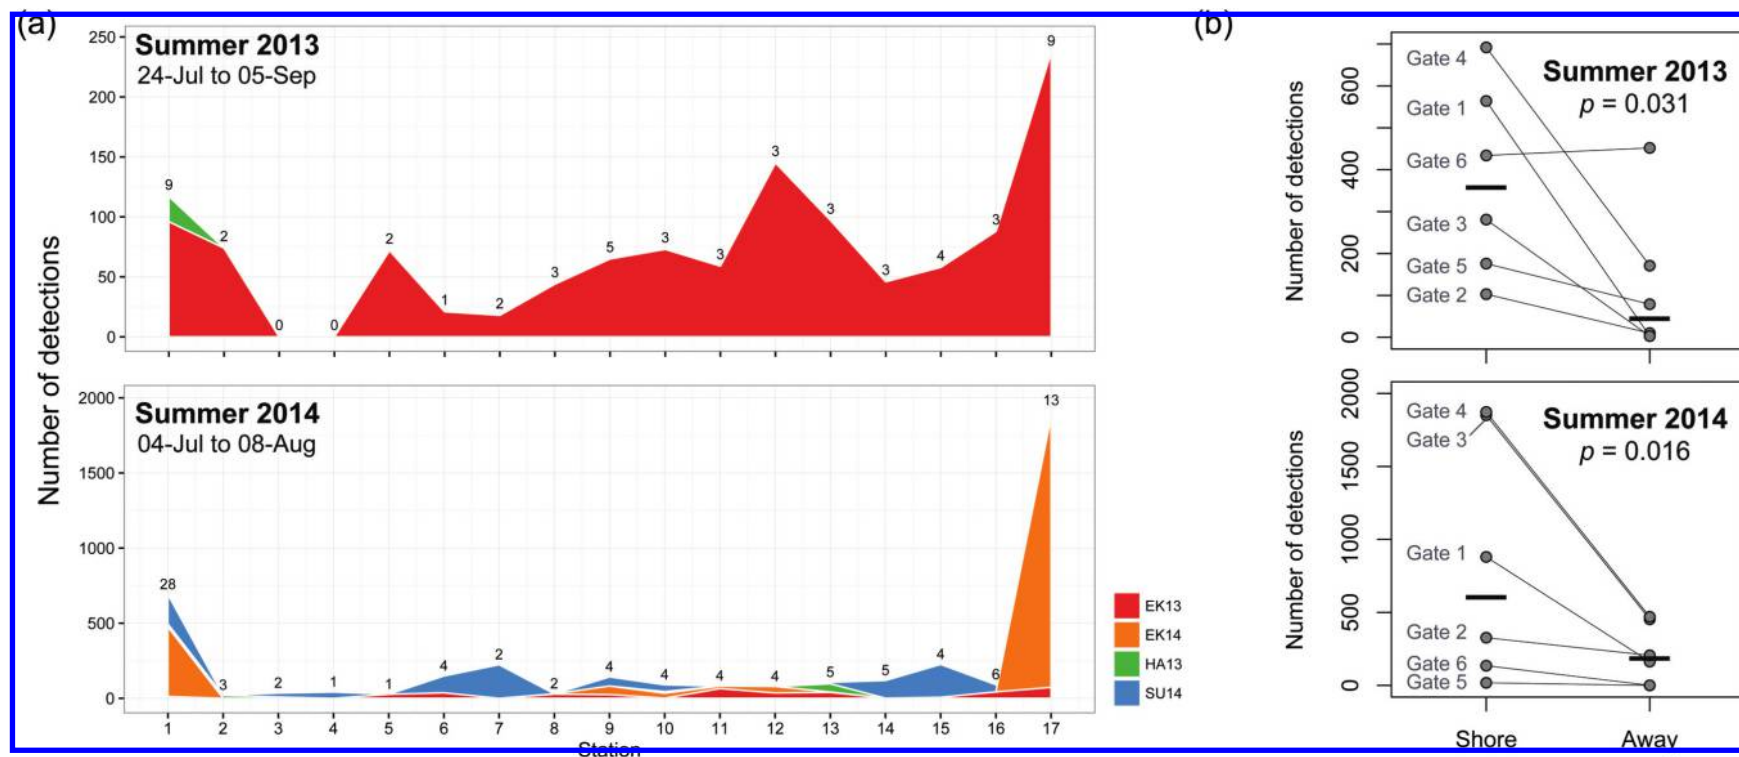 (a)
Number of detections
Summer 2013
24-Jul to 05-Sep
250
200
150
100
50
0
9
2
0
0
2
1
2
3
5
3
3
3
3
3
4
3
9
Summer 2014
04-Jul to 08-Aug
2000
1500
1000
500
0
28
3
2
1
1
4
2
2
4
4
4
4
5
5
4
6
13
1 2 3 4 5 6 7 8 9 10 11 12 13 14 15 16 17
Station
EK13
EK14
HA13
SU14
(b)
Number of detections
0 200 400 600
Summer 2013
p = 0.031
Gate 4
Gate 1
Gate 6
Gate 3
Gate 5
Gate 2
Number of detections
0 500 1000 1500 2000
Summer 2014
p = 0.016
Gate 4
Gate 3
Gate 1
Gate 2
Gate 6
Gate 5
Shore Away